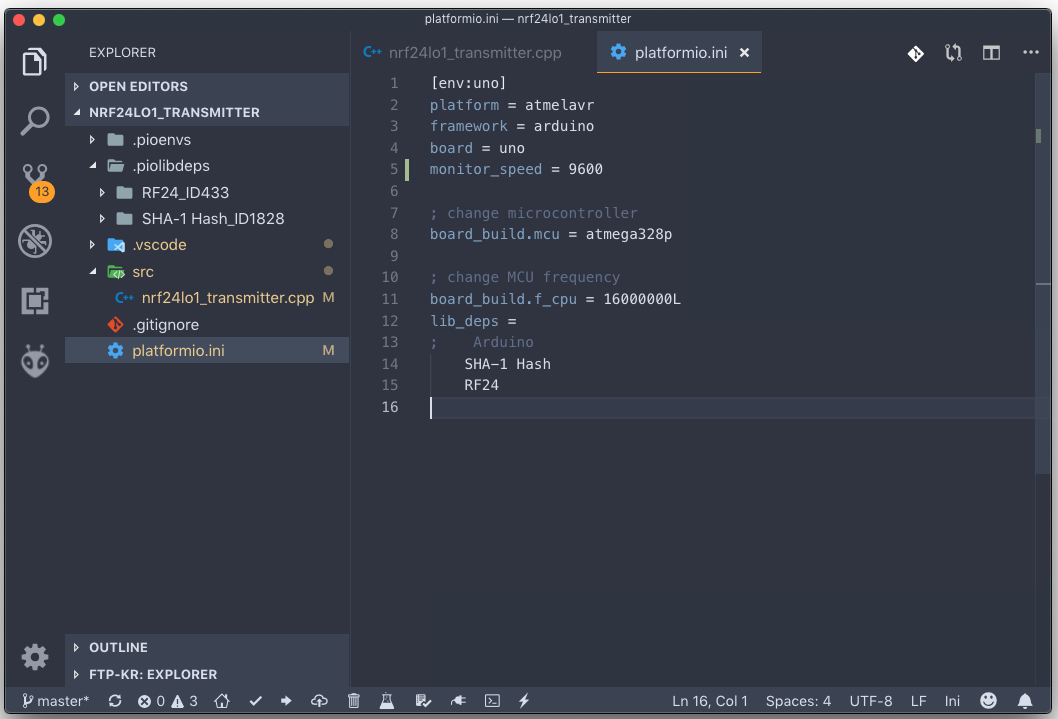 platformio.ini — nrf24lo1_transmitter
EXPLORER
OPEN EDITORS
NRF24LO1_TRANSMITTER
.pioenvs
.piolibdeps
RF24_ID433
SHA-1 Hash_ID1828
.vscode
src
nrf24lo1_transmitter.cpp M
.gitignore
platformio.ini M
OUTLINE
FTP-KR: EXPLORER
13
nrf24lo1_transmitter.cpp
platformio.ini
1 [env:uno]
2 platform = atmelavr
3 framework = arduino
4 board = uno
5 monitor_speed = 9600
6
7 ; change microcontroller
8 board_build.mcu = atmega328p
9
10 ; change MCU frequency
11 board_build.f_cpu = 16000000L
12 lib_deps =
13 ;    Arduino
14     SHA-1 Hash
15     RF24
16
master* 0 3 Ln 16, Col 1 Spaces: 4 UTF-8 LF Ini